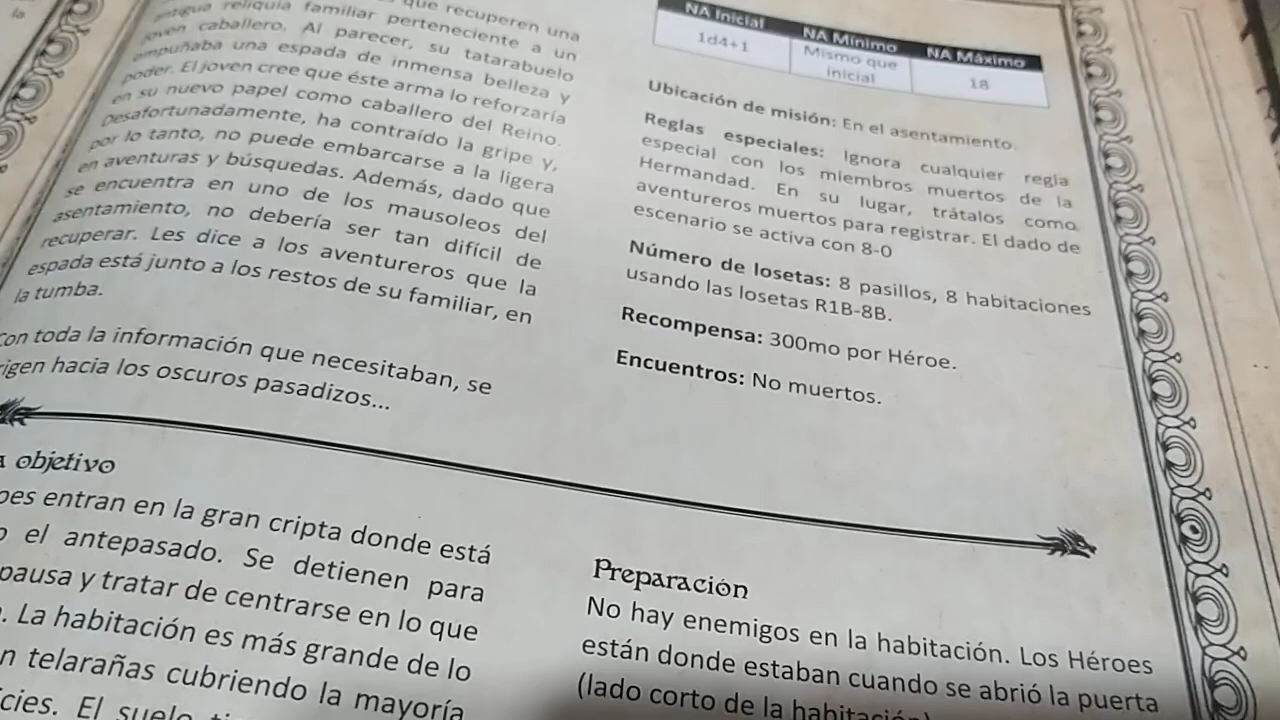 la
que recuperen una
antigua reliquia familiar perteneciente a un
joven caballero. Al parecer, su tatarabuelo
empuñaba una espada de inmensa belleza y
poder. El joven cree que éste arma lo reforzaría
en su nuevo papel como caballero del Reino.
Desafortunadamente, ha contraído la gripe y,
por lo tanto, no puede embarcarse a la ligera
en aventuras y búsquedas. Además, dado que
se encuentra en uno de los mausoleos del
asentamiento, no debería ser tan difícil de
recuperar. Les dice a los aventureros que la
espada está junto a los restos de su familiar, en
la tumba.
con toda la información que necesitaban, se
rigen hacia los oscuros pasadizos...
NA Inicial NA Mínimo NA Máximo
1d4+1 Mismo que 18
inicial
Ubicación de misión: En el asentamiento.
Reglas especiales: Ignora cualquier regla
especial con los miembros muertos de la
Hermandad. En su lugar, trátalos como
aventureros muertos para registrar. El dado de
escenario se activa con 8-0
Número de losetas: 8 pasillos, 8 habitaciones
usando las losetas R1B-8B.
Recompensa: 300mo por Héroe.
Encuentros: No muertos.
objetivo
oes entran en la gran cripta donde está
o el antepasado. Se detienen para
pausa y tratar de centrarse en lo que
. La habitación es más grande de lo
n telarañas cubriendo la mayoría
cies. El suelo
Preparación
No hay enemigos en la habitación. Los Héroes
están donde estaban cuando se abrió la puerta
(lado corto de la habitación)